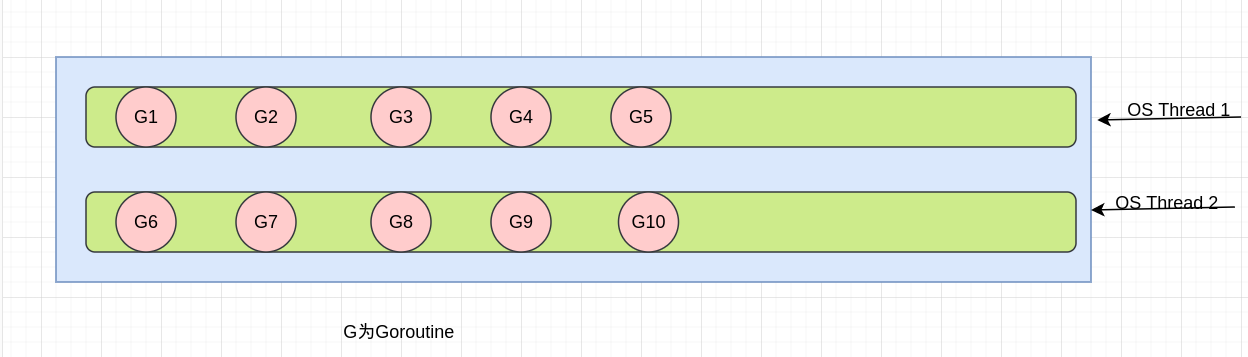 G1 G2 G3 G4 G5
OS Thread 1
G6 G7 G8 G9 G10
OS Thread 2
G为Goroutine